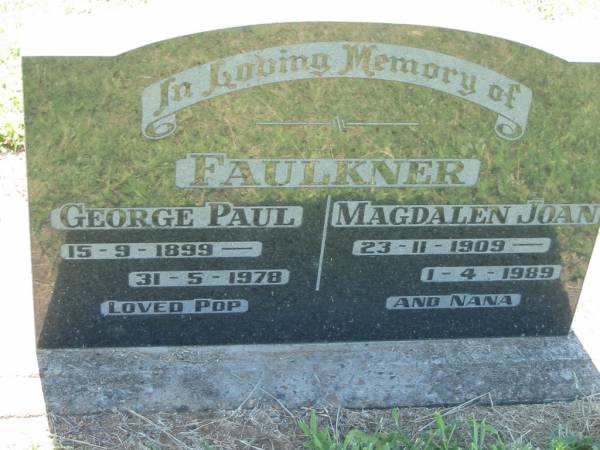 In Loving Memory of
FAULKNER
GEORGE PAUL
15-9-1899 —
31-5-1978
LOVED POP
MAGDALEN JOAN
23-11-1909 —
1-4-1989
AND NANA